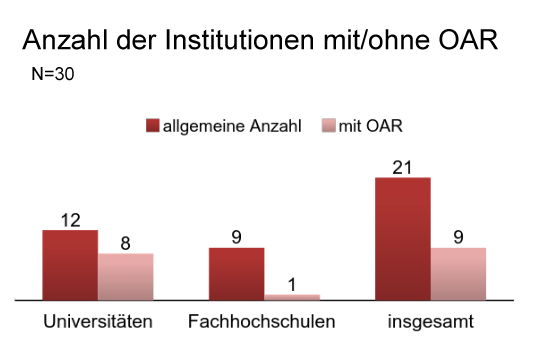 Anzahl der Institutionen mit/ohne OAR
N=30
allgemeine Anzahl mit OAR
12 8 9 1 21 9
Universitäten Fachhochschulen insgesamt